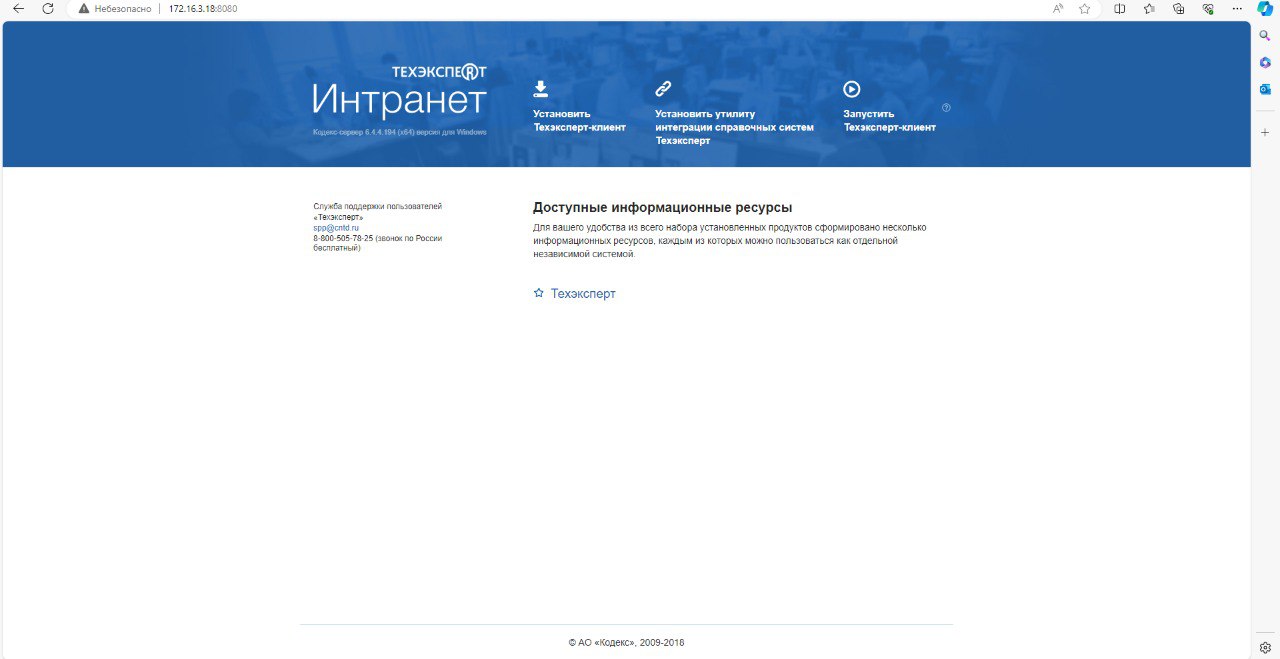 Небезопасно 172.16.3.18:8080
ТЕХЭКСПЕRТ
Интранет
Кодекс-сервер 6.4.4.194 (x64) версия для Windows
Установить
Техэксперт-клиент
Установить утилиту
интеграции справочных систем
Техэксперт
Запустить
Техэксперт-клиент
Служба поддержки пользователей
«Техэксперт»
spp@cntd.ru
8-800-505-78-25 (звонок по России
бесплатный)
Доступные информационные ресурсы
Для вашего удобства из всего набора установленных продуктов сформировано несколько
информационных ресурсов, каждым из которых можно пользоваться как отдельной
независимой системой.
Техэксперт
© АО «Кодекс», 2009-2018